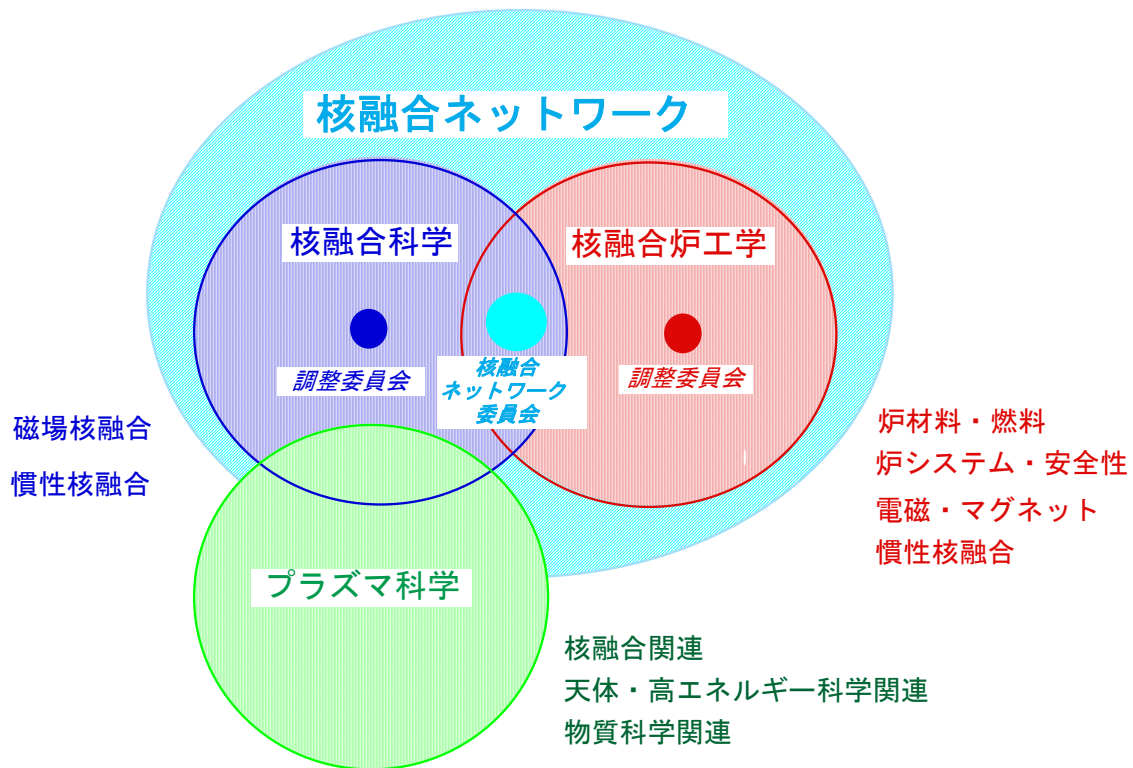 核融合ネットワーク
核融合科学
核融合炉工学
調整委員会
核融合
ネットワーク
委員会
調整委員会
磁場核融合
慣性核融合
炉材料・燃料
炉システム・安全性
電磁・マグネット
慣性核融合
プラズマ科学
核融合関連
天体・高エネルギー科学関連
物質科学関連